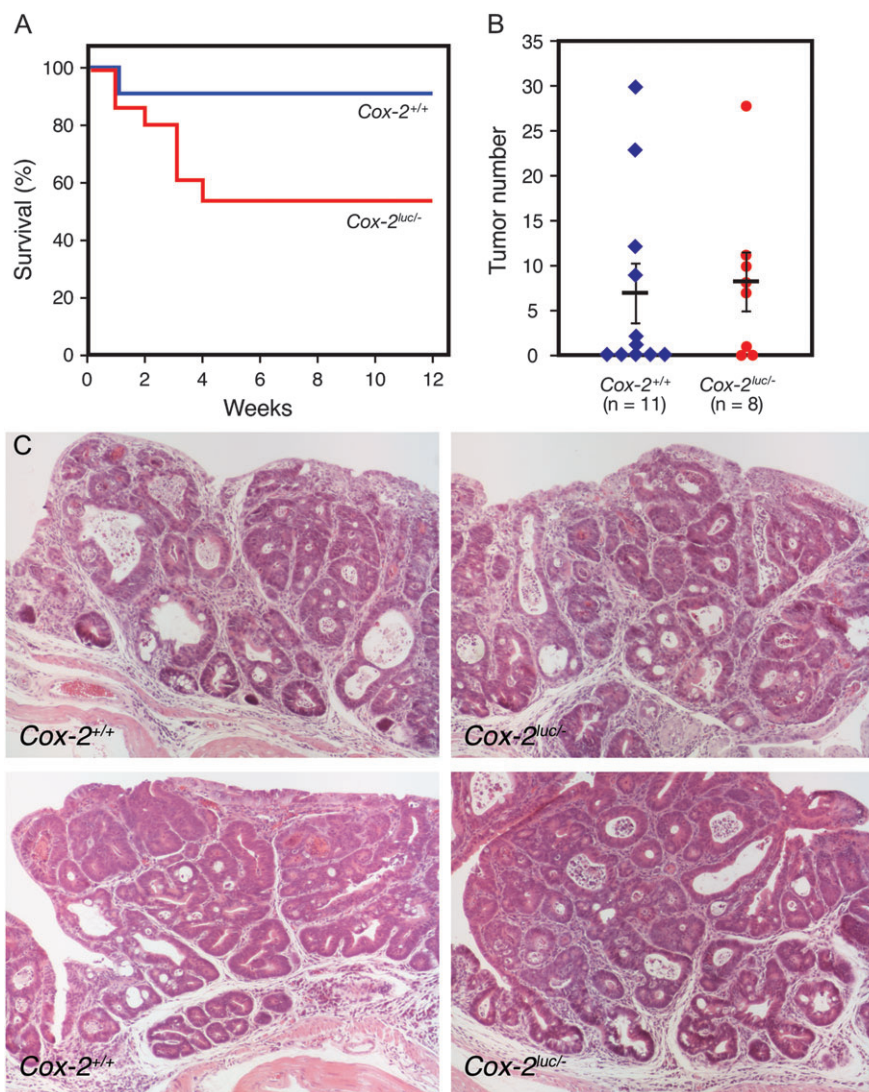 A
Survival (%)
100
80
60
40
20
0
0 2 4 6 8 10 12
Weeks
Cox-2+/+
Cox-2luc/-
B
Tumor number
35
30
25
20
15
10
5
0
Cox-2+/+ Cox-2luc/-
(n = 11) (n = 8)
C
Cox-2+/+
Cox-2luc/-
Cox-2+/+
Cox-2luc/-